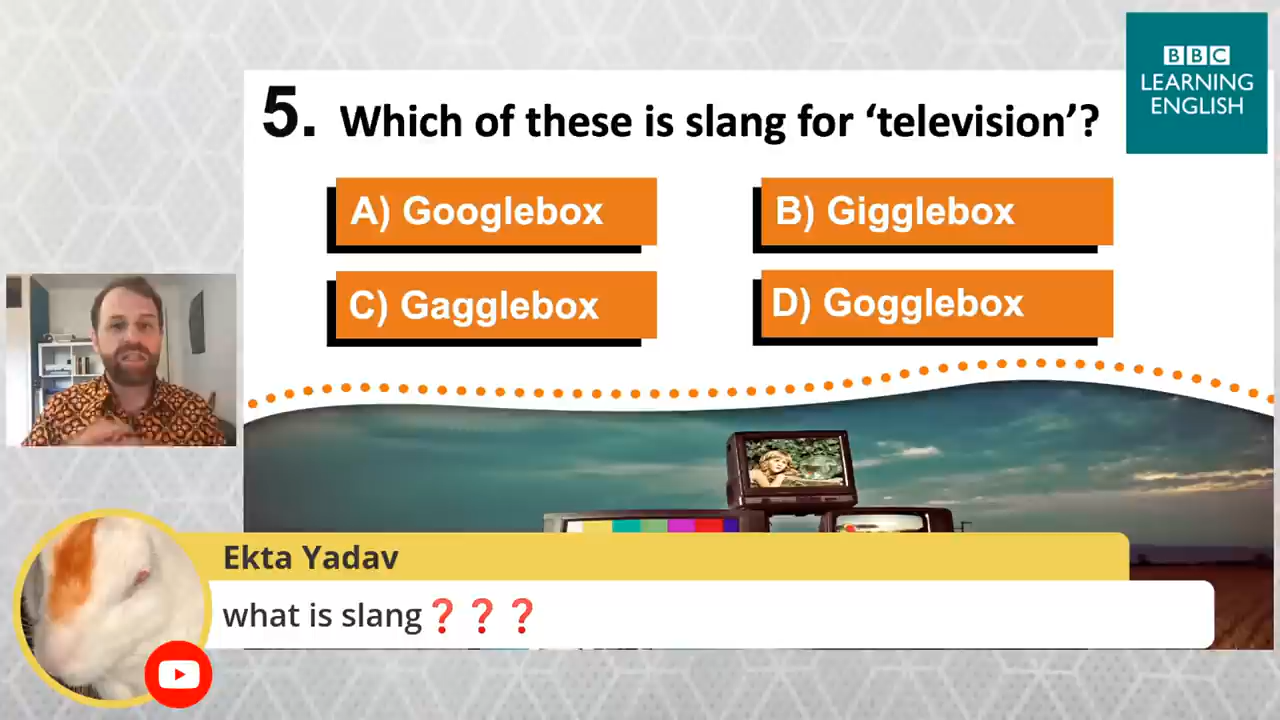 BBC
LEARNING
ENGLISH
5. Which of these is slang for ‘television’?
A) Googlebox
B) Gigglebox
C) Gagglebox
D) Gogglebox
Ekta Yadav
what is slang❓❓❓